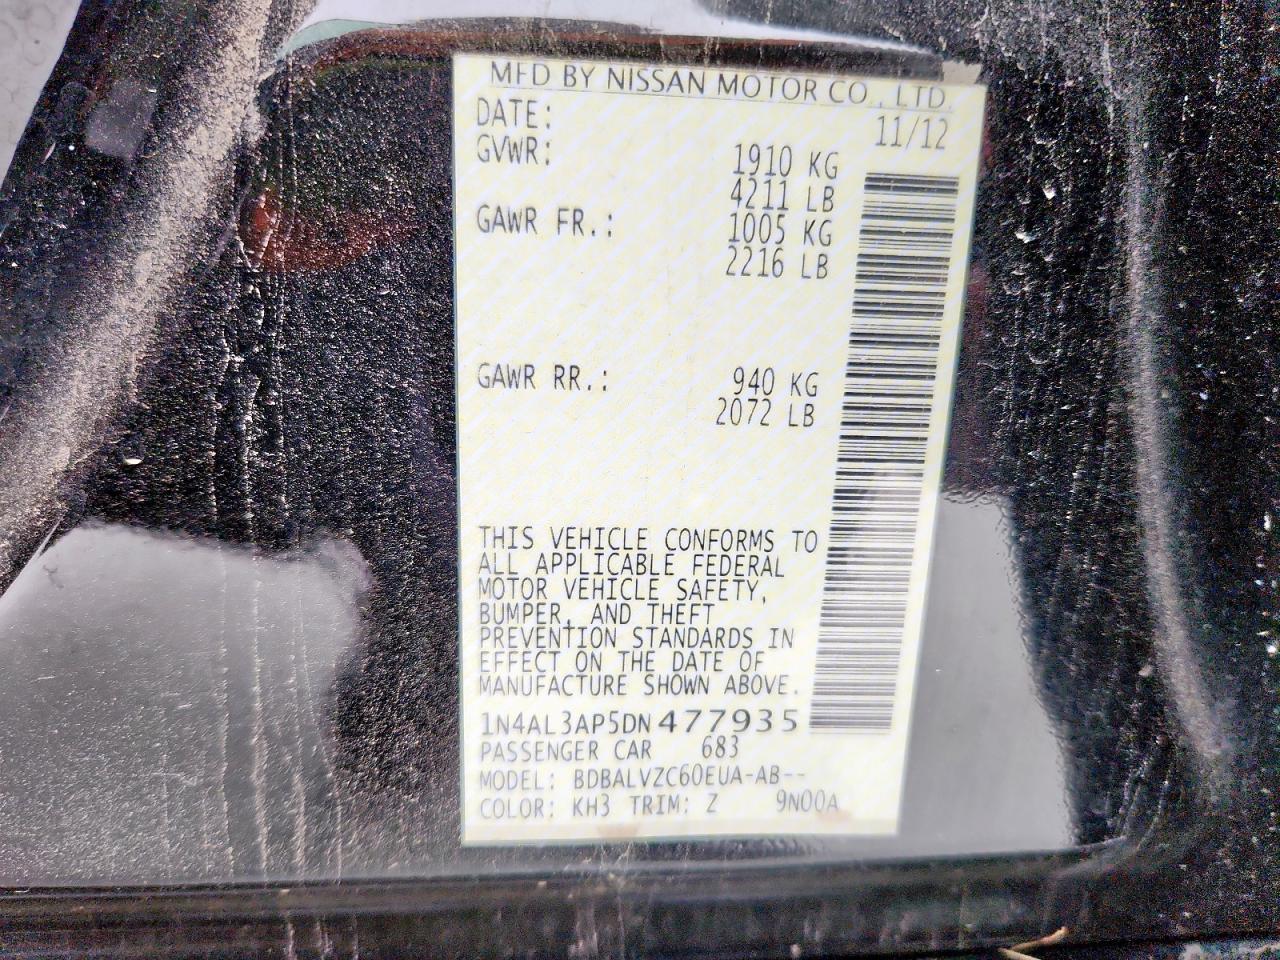 MFD BY NISSAN MOTOR CO., LTD.
DATE: 11/12
GVWR: 1910 KG
4211 LB
GAWR FR.: 1005 KG
2216 LB
GAWR RR.: 940 KG
2072 LB
THIS VEHICLE CONFORMS TO
ALL APPLICABLE FEDERAL
MOTOR VEHICLE SAFETY,
BUMPER, AND THEFT
PREVENTION STANDARDS IN
EFFECT ON THE DATE OF
MANUFACTURE SHOWN ABOVE.
1N4AL3AP5DN477935
PASSENGER CAR 683
MODEL: BDBALVZC60EUA-AB--
COLOR: KH3 TRIM: Z 9N00A